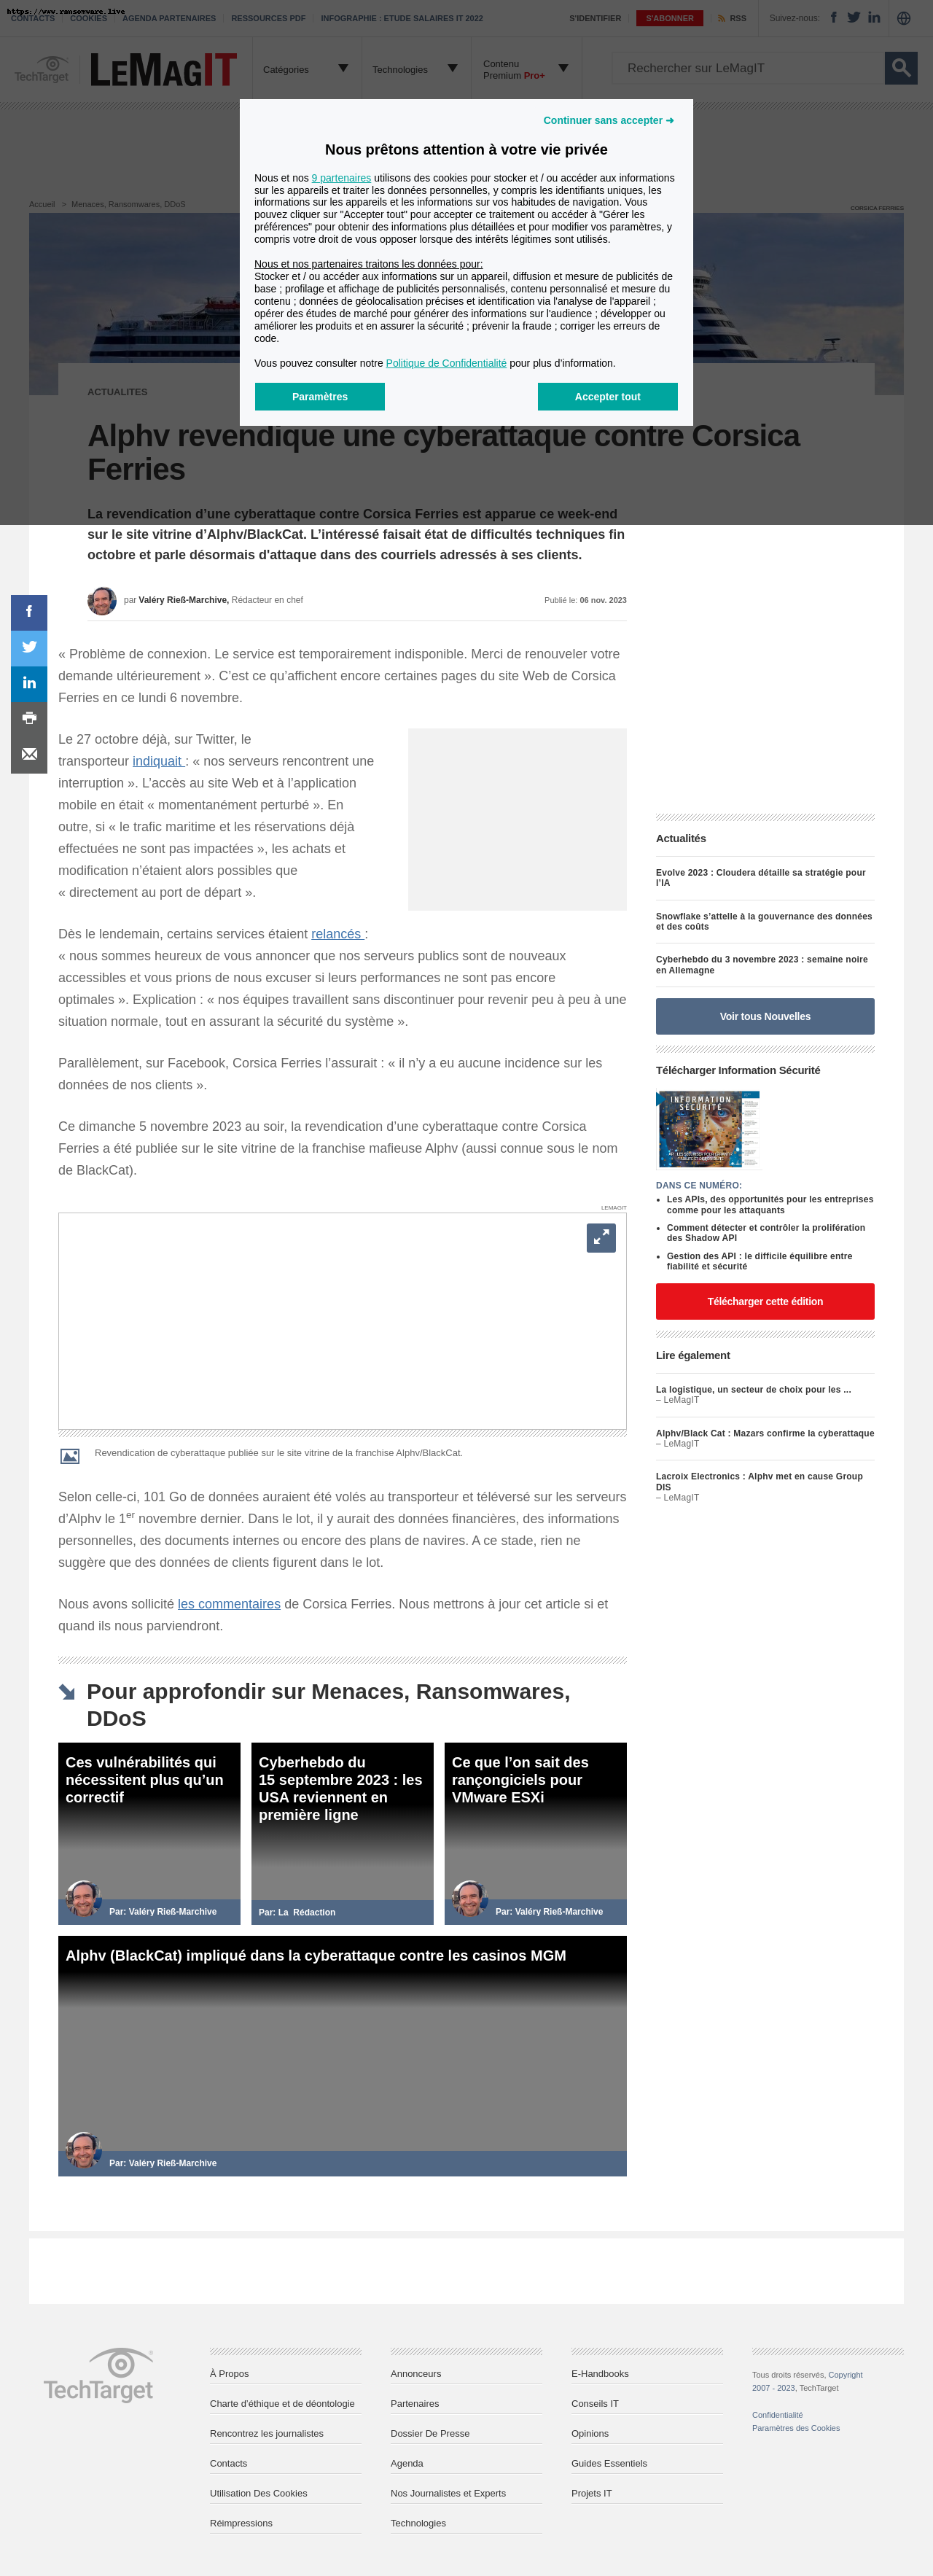 https://www.ransomware.live
CONTACTS COOKIES AGENDA PARTENAIRES RESSOURCES PDF INFOGRAPHIE : ETUDE SALAIRES IT 2022 S'IDENTIFIER S'ABONNER RSS Suivez-nous:
TechTarget LEMAGIT Catégories Technologies Contenu
Premium Pro+ Rechercher sur LeMagIT
Continuer sans accepter ➜
Nous prêtons attention à votre vie privée
Nous et nos 9 partenaires utilisons des cookies pour stocker et / ou accéder aux informations
sur les appareils et traiter les données personnelles, y compris les identifiants uniques, les
informations sur les appareils et les informations sur vos habitudes de navigation. Vous
pouvez cliquer sur "Accepter tout" pour accepter ce traitement ou accéder à "Gérer les
préférences" pour obtenir des informations plus détaillées et pour modifier vos paramètres, y
compris votre droit de vous opposer lorsque des intérêts légitimes sont utilisés.
Nous et nos partenaires traitons les données pour:
Stocker et / ou accéder aux informations sur un appareil, diffusion et mesure de publicités de
base ; profilage et affichage de publicités personnalisés, contenu personnalisé et mesure du
contenu ; données de géolocalisation précises et identification via l'analyse de l'appareil ;
opérer des études de marché pour générer des informations sur l'audience ; développer ou
améliorer les produits et en assurer la sécurité ; prévenir la fraude ; corriger les erreurs de
code.
Vous pouvez consulter notre Politique de Confidentialité pour plus d'information.
Paramètres Accepter tout
Accueil > Menaces, Ransomwares, DDoS
CORSICA FERRIES
ACTUALITES
Alphv revendique une cyberattaque contre Corsica
Ferries
La revendication d’une cyberattaque contre Corsica Ferries est apparue ce week-end
sur le site vitrine d’Alphv/BlackCat. L’intéressé faisait état de difficultés techniques fin
octobre et parle désormais d'attaque dans des courriels adressés à ses clients.
par Valéry Rieß-Marchive, Rédacteur en chef Publié le: 06 nov. 2023
« Problème de connexion. Le service est temporairement indisponible. Merci de renouveler votre
demande ultérieurement ». C’est ce qu’affichent encore certaines pages du site Web de Corsica
Ferries en ce lundi 6 novembre.
Le 27 octobre déjà, sur Twitter, le
transporteur indiquait : « nos serveurs rencontrent une
interruption ». L’accès au site Web et à l’application
mobile en était « momentanément perturbé ». En
outre, si « le trafic maritime et les réservations déjà
effectuées ne sont pas impactées », les achats et
modification n’étaient alors possibles que
« directement au port de départ ».
Dès le lendemain, certains services étaient relancés :
« nous sommes heureux de vous annoncer que nos serveurs publics sont de nouveaux
accessibles et vous prions de nous excuser si leurs performances ne sont pas encore
optimales ». Explication : « nos équipes travaillent sans discontinuer pour revenir peu à peu à une
situation normale, tout en assurant la sécurité du système ».
Parallèlement, sur Facebook, Corsica Ferries l’assurait : « il n’y a eu aucune incidence sur les
données de nos clients ».
Ce dimanche 5 novembre 2023 au soir, la revendication d’une cyberattaque contre Corsica
Ferries a été publiée sur le site vitrine de la franchise mafieuse Alphv (aussi connue sous le nom
de BlackCat).
LEMAGIT
Revendication de cyberattaque publiée sur le site vitrine de la franchise Alphv/BlackCat.
Selon celle-ci, 101 Go de données auraient été volés au transporteur et téléversé sur les serveurs
d’Alphv le 1er novembre dernier. Dans le lot, il y aurait des données financières, des informations
personnelles, des documents internes ou encore des plans de navires. A ce stade, rien ne
suggère que des données de clients figurent dans le lot.
Nous avons sollicité les commentaires de Corsica Ferries. Nous mettrons à jour cet article si et
quand ils nous parviendront.
Actualités
Evolve 2023 : Cloudera détaille sa stratégie pour
l’IA
Snowflake s’attelle à la gouvernance des données
et des coûts
Cyberhebdo du 3 novembre 2023 : semaine noire
en Allemagne
Voir tous Nouvelles
Télécharger Information Sécurité
INFORMATION
SÉCURITÉ
DANS CE NUMÉRO:
• Les APIs, des opportunités pour les entreprises
comme pour les attaquants
• Comment détecter et contrôler la prolifération
des Shadow API
• Gestion des API : le difficile équilibre entre
fiabilité et sécurité
Télécharger cette édition
Lire également
La logistique, un secteur de choix pour les ...
– LeMagIT
Alphv/Black Cat : Mazars confirme la cyberattaque
– LeMagIT
Lacroix Electronics : Alphv met en cause Group
DIS
– LeMagIT
Pour approfondir sur Menaces, Ransomwares,
DDoS
Ces vulnérabilités qui
nécessitent plus qu’un
correctif
Par: Valéry Rieß-Marchive
Cyberhebdo du
15 septembre 2023 : les
USA reviennent en
première ligne
Par: La Rédaction
Ce que l’on sait des
rançongiciels pour
VMware ESXi
Par: Valéry Rieß-Marchive
Alphv (BlackCat) impliqué dans la cyberattaque contre les casinos MGM
Par: Valéry Rieß-Marchive
TechTarget
À Propos
Charte d’éthique et de déontologie
Rencontrez les journalistes
Contacts
Utilisation Des Cookies
Réimpressions
Annonceurs
Partenaires
Dossier De Presse
Agenda
Nos Journalistes et Experts
Technologies
E-Handbooks
Conseils IT
Opinions
Guides Essentiels
Projets IT
Tous droits réservés, Copyright
2007 - 2023, TechTarget
Confidentialité
Paramètres des Cookies